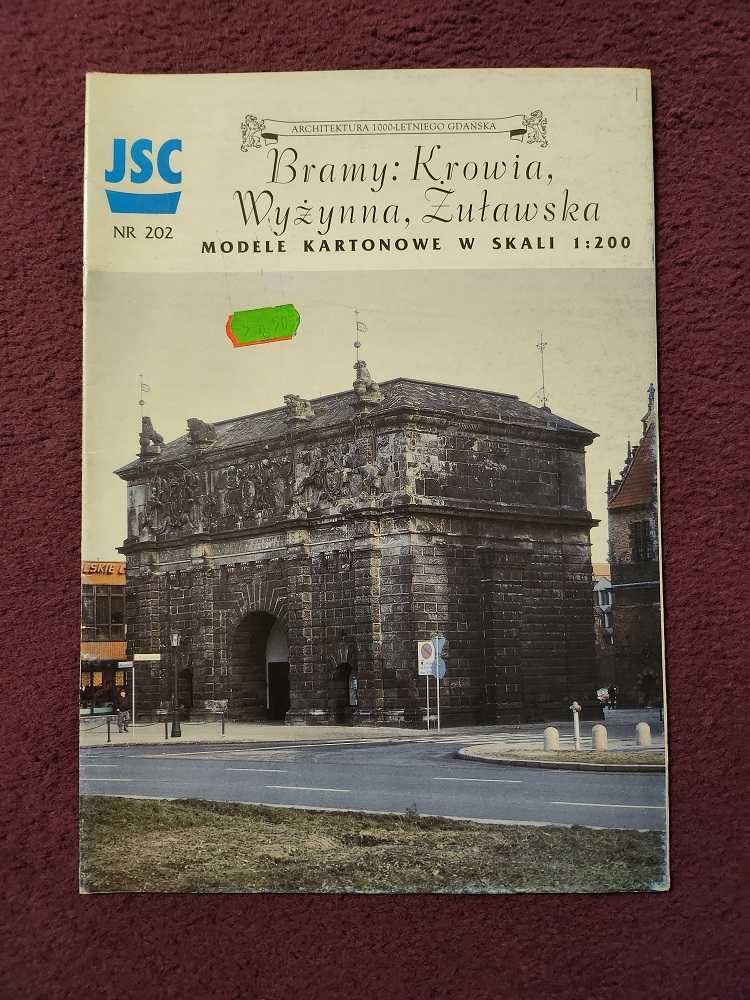 ARCHITEKTURA 1000-LETNIEGO GDAŃSKA
JSC
NR 202
Bramy: Krowia,
Wyżynna, Żuławska
MODELE KARTONOWE W SKALI 1:200